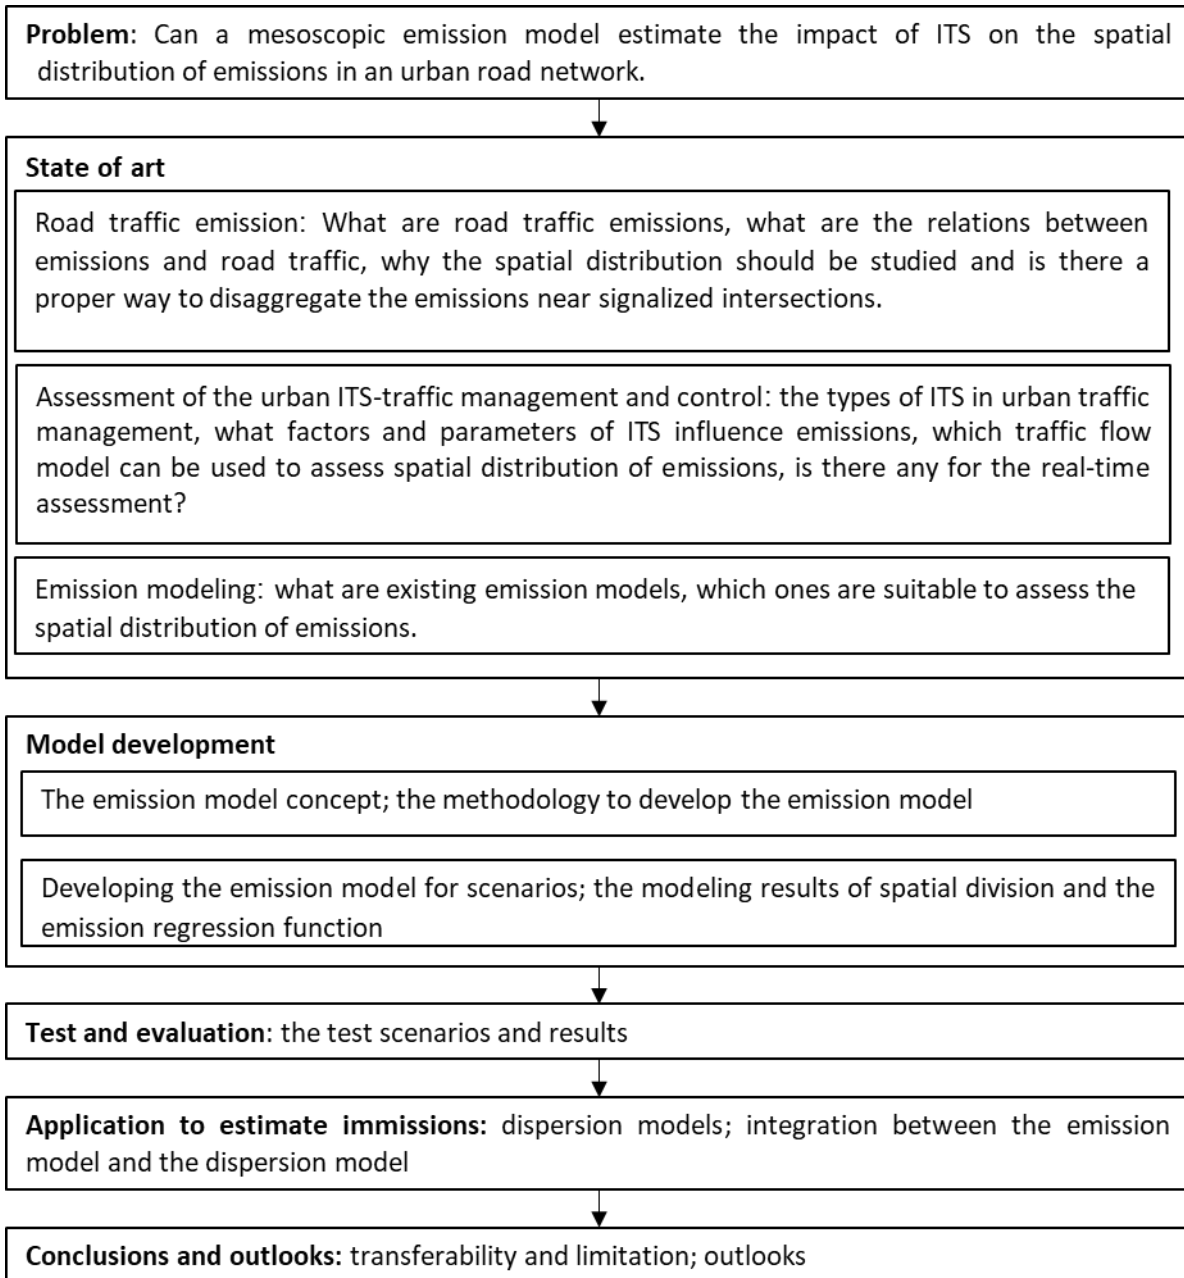 Problem: Can a mesoscopic emission model estimate the impact of ITS on the spatial
distribution of emissions in an urban road network.
State of art
Road traffic emission: What are road traffic emissions, what are the relations between
emissions and road traffic, why the spatial distribution should be studied and is there a
proper way to disaggregate the emissions near signalized intersections.
Assessment of the urban ITS-traffic management and control: the types of ITS in urban traffic
management, what factors and parameters of ITS influence emissions, which traffic flow
model can be used to assess spatial distribution of emissions, is there any for the real-time
assessment?
Emission modeling: what are existing emission models, which ones are suitable to assess the
spatial distribution of emissions.
Model development
The emission model concept; the methodology to develop the emission model
Developing the emission model for scenarios; the modeling results of spatial division and the
emission regression function
Test and evaluation: the test scenarios and results
Application to estimate immissions: dispersion models; integration between the emission
model and the dispersion model
Conclusions and outlooks: transferability and limitation; outlooks